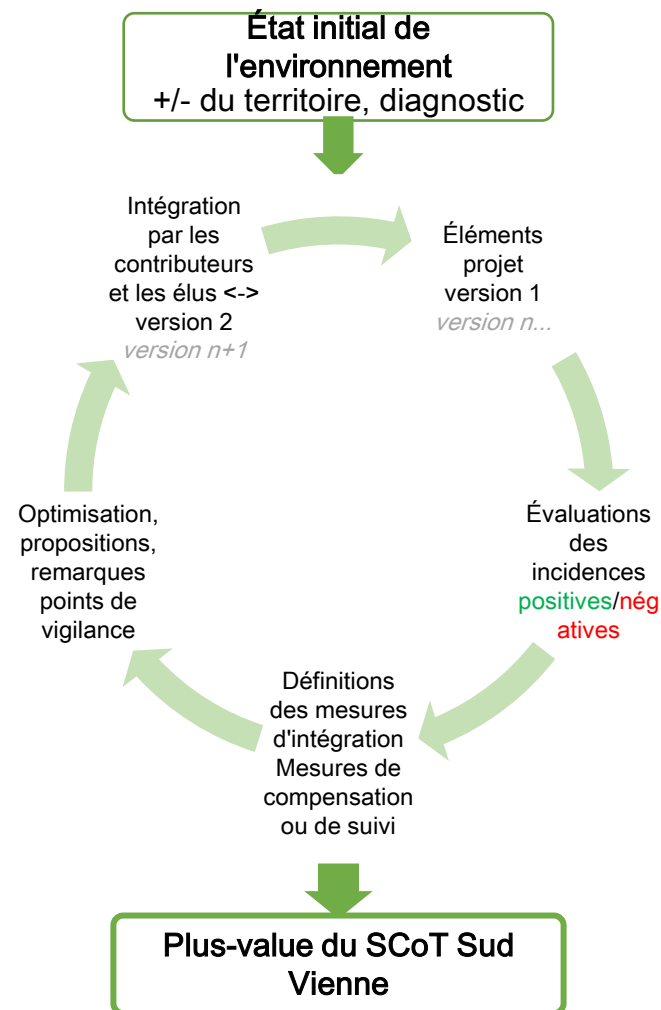 État initial de
l'environnement
+/- du territoire, diagnostic
Intégration
par les
contributeurs
et les élus <->
version 2
version n+1
Éléments
projet
version 1
version n...
Évaluations
des
incidences
positives/nég
atives
Définitions
des mesures
d'intégration
Mesures de
compensation
ou de suivi
Optimisation,
propositions,
remarques
points de
vigilance
Plus-value du SCoT Sud
Vienne